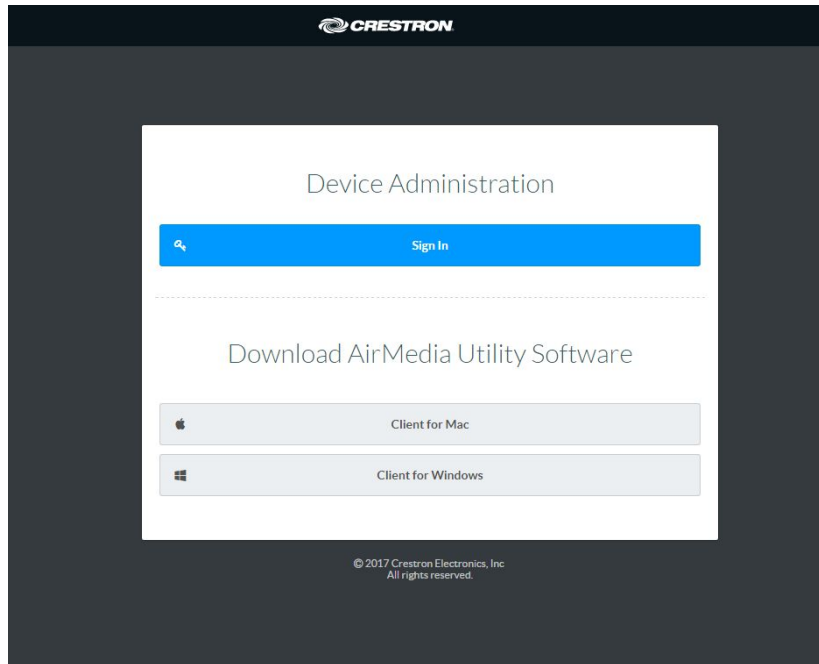 CRESTRON
Device Administration
Sign In
Download AirMedia Utility Software
Client for Mac
Client for Windows
© 2017 Crestron Electronics, Inc
All rights reserved.